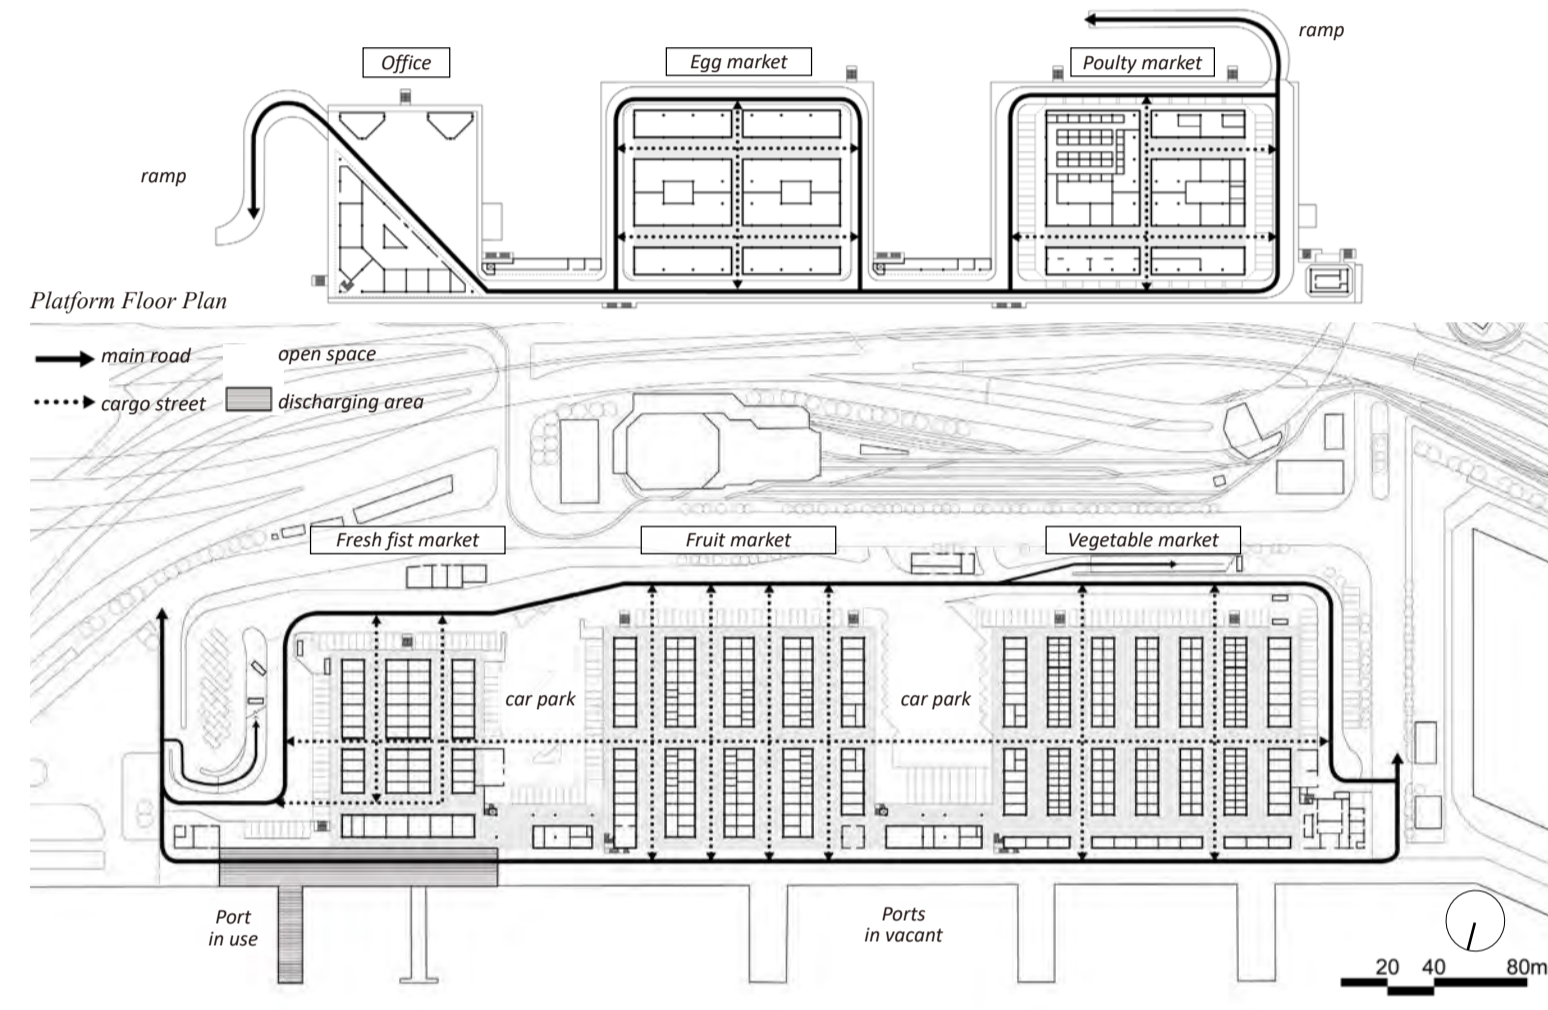 ramp
Office
Egg market
Poulty market
ramp
Platform Floor Plan
main road
open space
cargo street
discharging area
Fresh fist market
Fruit market
Vegetable market
car park
car park
Port
in use
Ports
in vacant
20 40 80m